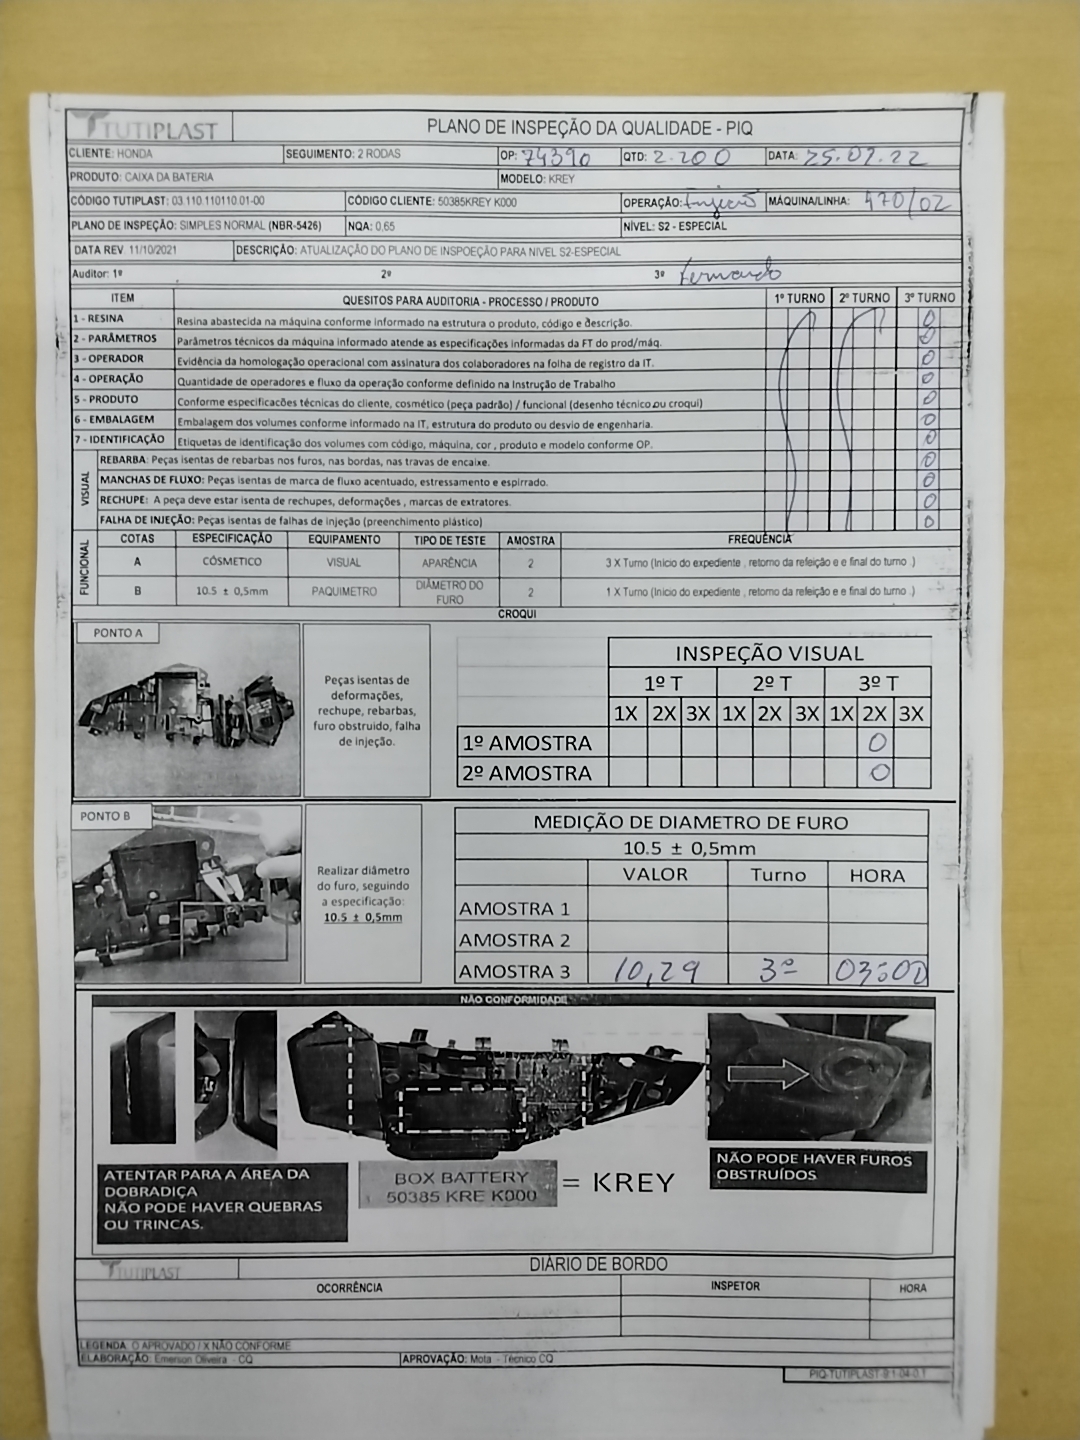 TUTIPLAST
PLANO DE INSPEÇÃO DA QUALIDADE - PIQ
CLIENTE: HONDA SEGUIMENTO: 2 RODAS OP: 74390 QTD: 2.200 DATA: 25.07.22
PRODUTO: CAIXA DA BATERIA MODELO: KREY
CÓDIGO TUTIPLAST: 03.110.110110.01-00 CÓDIGO CLIENTE: 50385KREY K000 OPERAÇÃO: Injeção MÁQUINA/LINHA: 470/02
PLANO DE INSPEÇÃO: SIMPLES NORMAL (NBR-5426) NQA: 0,65 NÍVEL: S2 - ESPECIAL
DATA REV 11/10/2021 DESCRIÇÃO: ATUALIZAÇÃO DO PLANO DE INSPOEÇÃO PARA NIVEL S2-ESPECIAL
Auditor: 1º 2º 3º Fernando
ITEM QUESITOS PARA AUDITORIA - PROCESSO / PRODUTO 1º TURNO 2º TURNO 3º TURNO
1 - RESINA Resina abastecida na máquina conforme informado na estrutura o produto, código e descrição. O
2 - PARÂMETROS Parâmetros técnicos da máquina informado atende as especificações informadas da FT do prod/máq. O
3 - OPERADOR Evidência da homologação operacional com assinatura dos colaboradores na folha de registro da IT. O
4 - OPERAÇÃO Quantidade de operadores e fluxo da operação conforme definido na Instrução de Trabalho O
5 - PRODUTO Conforme especificacões técnicas do cliente, cosmético (peça padrão) / funcional (desenho técnico ou croqui) O
6 - EMBALAGEM Embalagem dos volumes conforme informado na IT, estrutura do produto ou desvio de engenharia. O
7 - IDENTIFICAÇÃO Etiquetas de identificação dos volumes com código, máquina, cor , produto e modelo conforme OP. O
VISUAL
REBARBA: Peças isentas de rebarbas nos furos, nas bordas, nas travas de encaixe. O
MANCHAS DE FLUXO: Peças isentas de marca de fluxo acentuado, estressamento e espirrado. O
RECHUPE: A peça deve estar isenta de rechupes, deformações , marcas de extratores. O
FALHA DE INJEÇÃO: Peças isentas de falhas de injeção (preenchimento plástico) O
FUNCIONAL
COTAS ESPECIFICAÇÃO EQUIPAMENTO TIPO DE TESTE AMOSTRA FREQUÊNCIA
A CÓSMETICO VISUAL APARÊNCIA 2 3 X Turno (Inicio do expediente , retorno da refeição e e final do turno .)
B 10.5 ± 0,5mm PAQUIMETRO DIÂMETRO DO FURO 2 1 X Turno (Inicio do expediente , retorno da refeição e e final do turno .)
CROQUI
PONTO A
Peças isentas de
deformações,
rechupe, rebarbas,
furo obstruido, falha
de injeção.
INSPEÇÃO VISUAL
1º T 2º T 3º T
1X 2X 3X 1X 2X 3X 1X 2X 3X
1º AMOSTRA O
2º AMOSTRA O
PONTO B
Realizar diâmetro
do furo, seguindo
a especificação:
10.5 ± 0,5mm
MEDIÇÃO DE DIAMETRO DE FURO
10.5 ± 0,5mm
VALOR Turno HORA
AMOSTRA 1
AMOSTRA 2
AMOSTRA 3 10,29 3º 03:00
NÃO CONFORMIDADE
ATENTAR PARA A ÁREA DA
DOBRADIÇA
NÃO PODE HAVER QUEBRAS
OU TRINCAS.
BOX BATTERY
50385 KRE K000
= KREY
NÃO PODE HAVER FUROS
OBSTRUÍDOS
TUTIPLAST
DIÁRIO DE BORDO
OCORRÊNCIA INSPETOR HORA
LEGENDA O APROVADO / X NÃO CONFORME
ELABORAÇÃO: Emerson Oliveira - CQ APROVAÇÃO: Mota - Técnico CQ
PIQ-TUTIPLAST-9.1-04-0.1